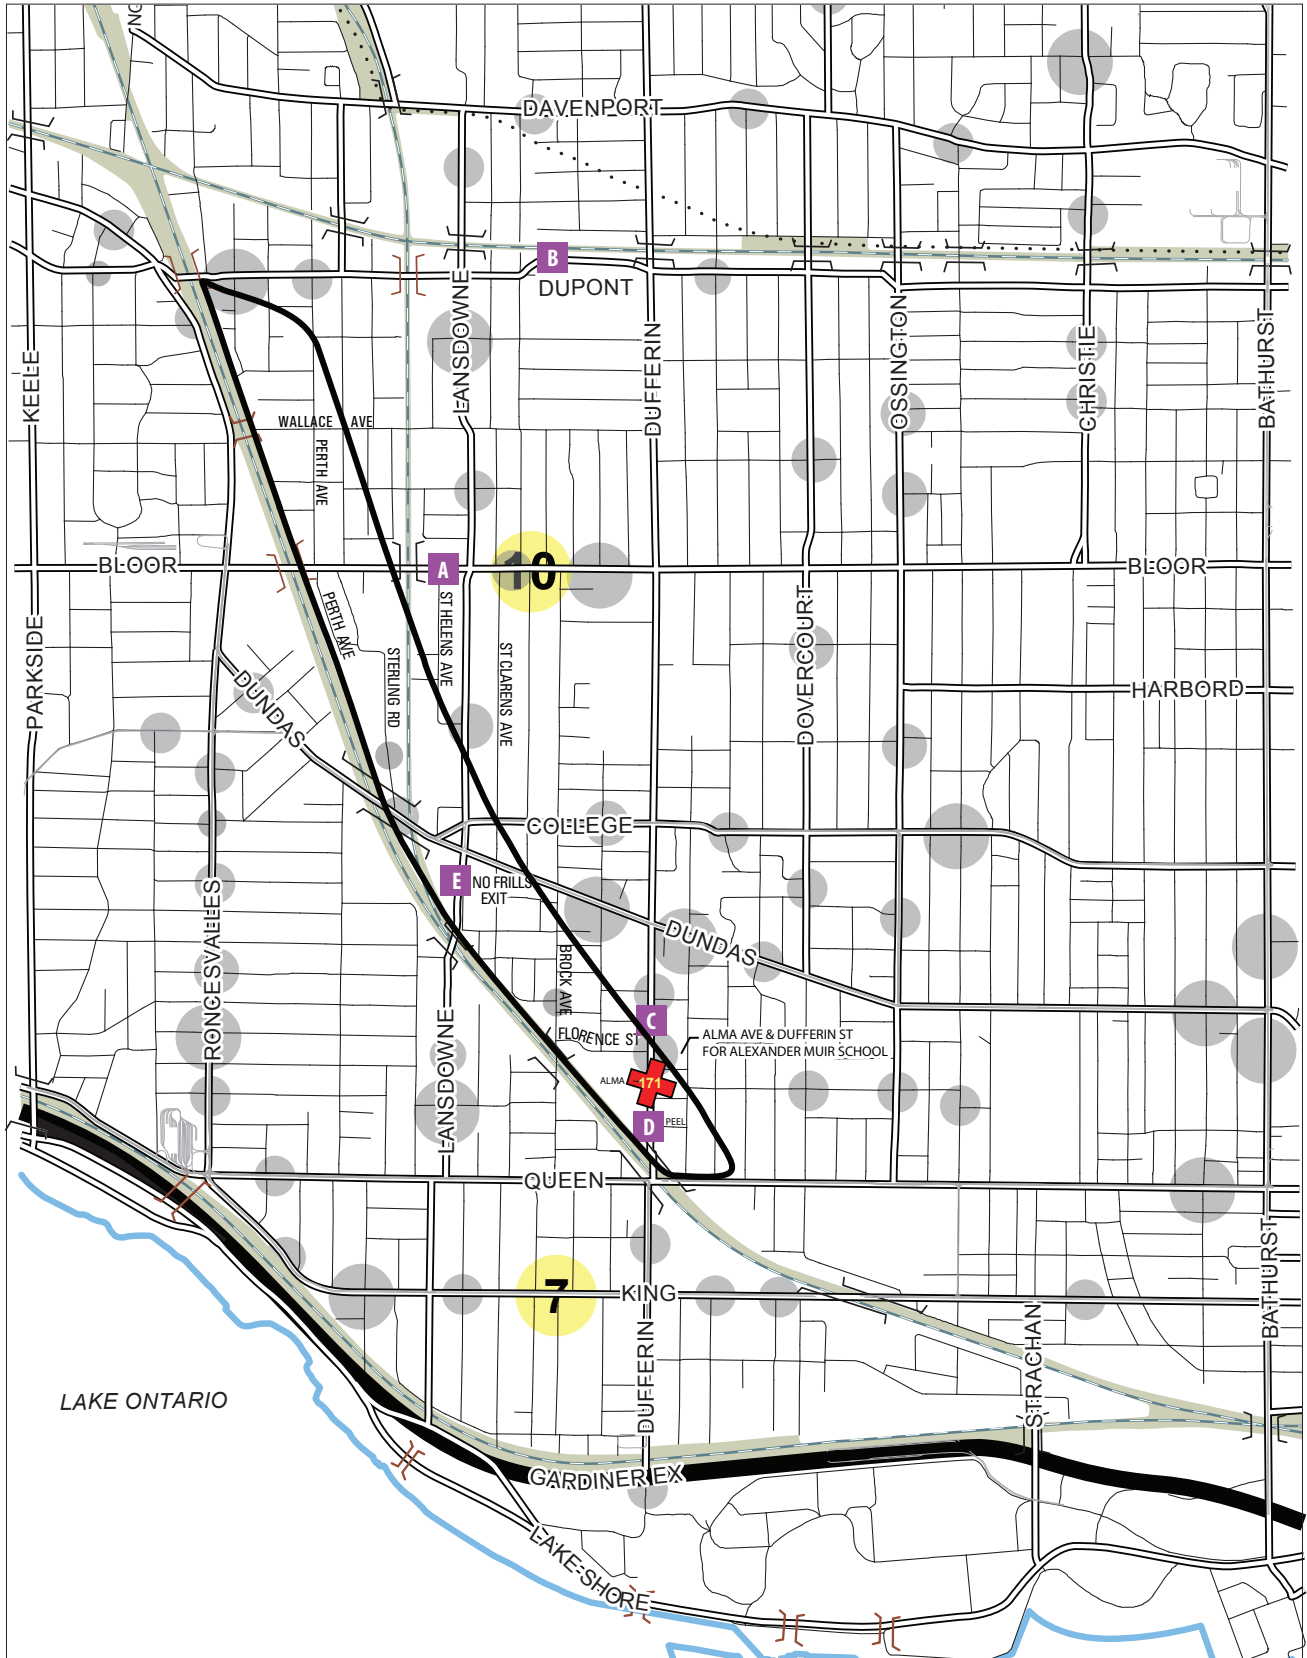 NG
DAVENPORT
B
DUPONT
KEELE
LANSDOWNE
DUFFERIN
OSSINGTON
CHRISTIE
BATHURST
WALLACE AVE
PERTH AVE
BLOOR
A
10
BLOOR
PARKSIDE
PERTH AVE
STERLING RD
ST HELENS AVE
ST CLARENS AVE
DOVERCOURT
HARBORD
DUNDAS
COLLEGE
E
NO FRILLS
EXIT
RONCESVALLES
DUNDAS
BROCK AVE
C
FLORENCE ST
ALMA AVE & DUFFERIN ST
FOR ALEXANDER MUIR SCHOOL
LANSDOWNE
ALMA
171
D
PEEL
QUEEN
7
KING
BATHURST
DUFFERIN
STRACHAN
LAKE ONTARIO
GARDINER EX
LAKE SHORE